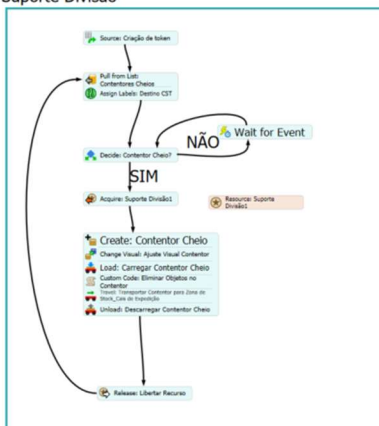 Suporte Divisão
Source: Criação de token
Pull from List:
Contentores Cheios
Assign Labels: Destino CST
Wait for Event
NÃO
Decide: Contentor Cheio?
SIM
Acquire: Suporte Divisão1
Resource: Suporte
Divisão1
Create: Contentor Cheio
Change Visual: Ajuste Visual Contentor
Load: Carregar Contentor Cheio
Custom Code: Eliminar Objetos no
Contentor
Travel: Transportar Contentor para Zona de
Stock_Cais de Expedição
Unload: Descarregar Contentor Cheio
Release: Libertar Recurso